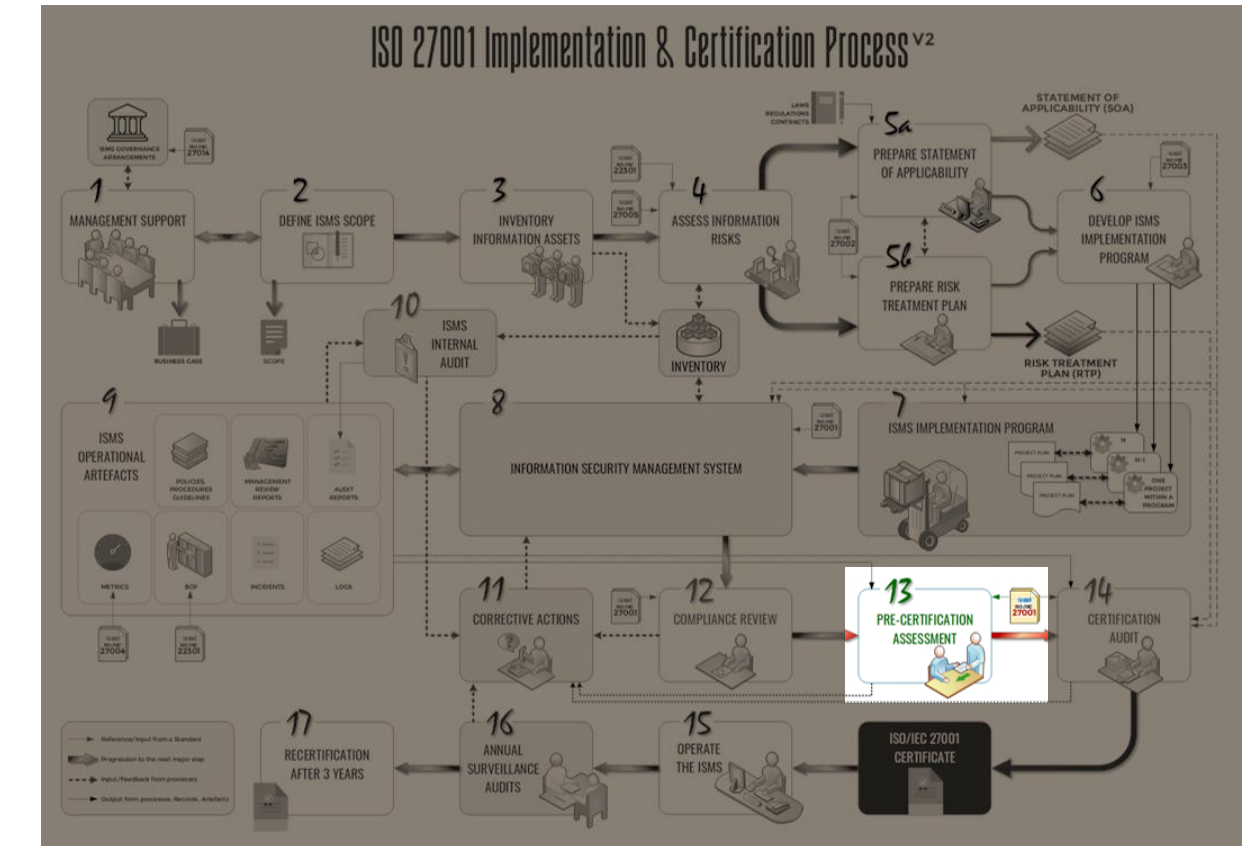 ISO 27001 Implementation & Certification Process V2
ISMS GOVERNANCE
ARRANGEMENTS
27014
1
MANAGEMENT SUPPORT
BUSINESS CASE
2
DEFINE ISMS SCOPE
SCOPE
3
INVENTORY
INFORMATION ASSETS
22301
27005
4
ASSESS INFORMATION
RISKS
INVENTORY
LAWS
REGULATIONS
CONTRACTS
5a
PREPARE STATEMENT
OF APPLICABILITY
STATEMENT OF
APPLICABILITY (SOA)
27002
5b
PREPARE RISK
TREATMENT PLAN
RISK TREATMENT
PLAN (RTP)
27003
6
DEVELOP ISMS
IMPLEMENTATION
PROGRAM
7
ISMS IMPLEMENTATION PROGRAM
PROJECT PLAN
PROJECT PLAN
PROJECT PLAN
N
N-1
ONE
PROJECT
WITHIN A
PROGRAM
8
INFORMATION SECURITY MANAGEMENT SYSTEM
27001
9
ISMS
OPERATIONAL
ARTEFACTS
POLICIES,
PROCEDURES
GUIDELINES
MANAGEMENT
REVIEW
REPORTS
AUDIT
REPORTS
METRICS
BCP
INCIDENTS
LOGS
27004
22301
10
ISMS
INTERNAL
AUDIT
11
CORRECTIVE ACTIONS
27001
12
COMPLIANCE REVIEW
13
PRE-CERTIFICATION
ASSESSMENT
27001
14
CERTIFICATION
AUDIT
ISO/IEC 27001
CERTIFICATE
15
OPERATE
THE ISMS
16
ANNUAL
SURVEILLANCE
AUDITS
17
RECERTIFICATION
AFTER 3 YEARS
Reference/Input from a Standard
Progression to the next major step
Input/Feedback from processes
Output from processes: Records, Artefacts